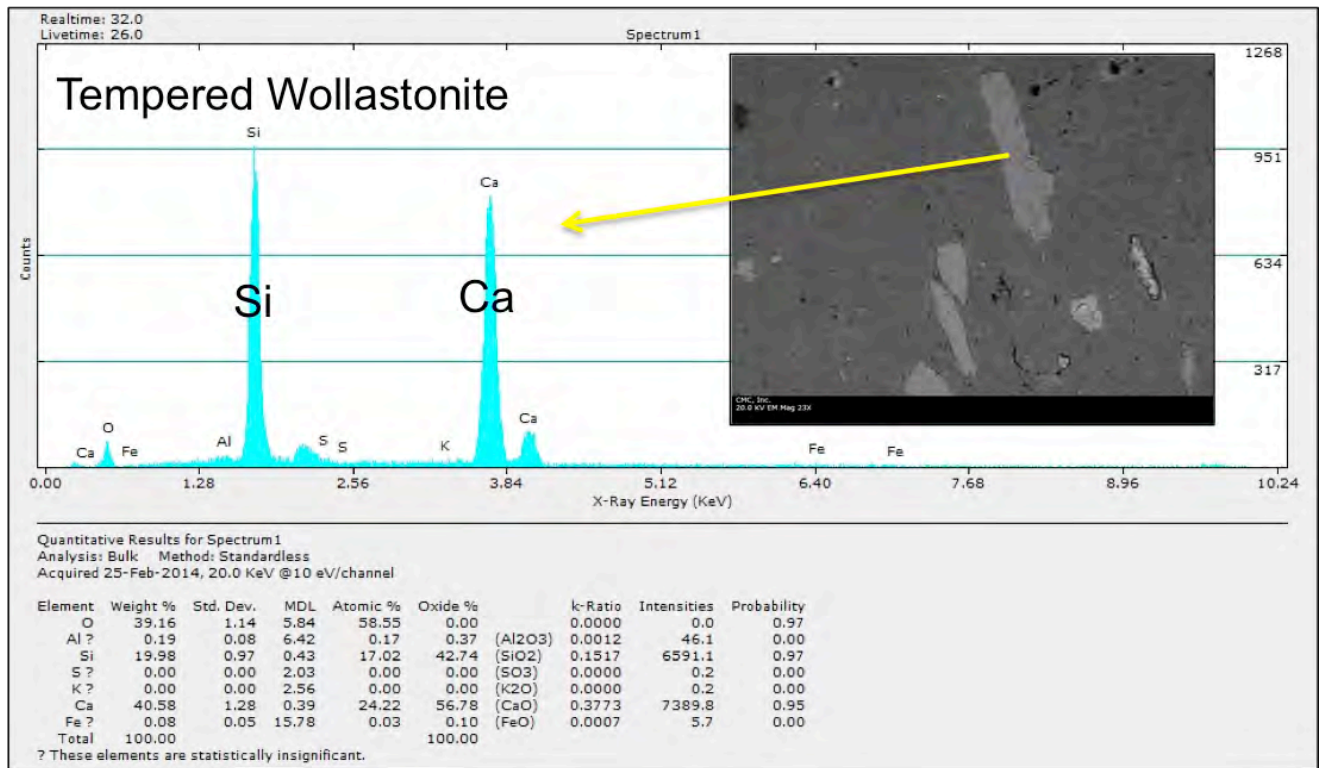 Realtime: 32.0
Livetime: 26.0
Spectrum1
1268
Tempered Wollastonite
Si
951
Ca
634
Si
Ca
Counts
317
CMC, Inc.
20.0 KV EM Mag 23X
Ca
O
Fe
Al
S
S
K
Ca
Fe
Fe
0.00 1.28 2.56 3.84 5.12 6.40 7.68 8.96 10.24
X-Ray Energy (KeV)
Quantitative Results for Spectrum1
Analysis: Bulk Method: Standardless
Acquired 25-Feb-2014, 20.0 KeV @10 eV/channel
Element Weight % Std. Dev. MDL Atomic % Oxide % k-Ratio Intensities Probability
O 39.16 1.14 5.84 58.55 0.00 0.0000 0.0 0.97
Al ? 0.19 0.08 6.42 0.17 0.37 (Al2O3) 0.0012 46.1 0.00
Si 19.98 0.97 0.43 17.02 42.74 (SiO2) 0.1517 6591.1 0.97
S ? 0.00 0.00 2.03 0.00 0.00 (SO3) 0.0000 0.2 0.00
K ? 0.00 0.00 2.56 0.00 0.00 (K2O) 0.0000 0.2 0.00
Ca 40.58 1.28 0.39 24.22 56.78 (CaO) 0.3773 7389.8 0.95
Fe ? 0.08 0.05 15.78 0.03 0.10 (FeO) 0.0007 5.7 0.00
Total 100.00 100.00
? These elements are statistically insignificant.